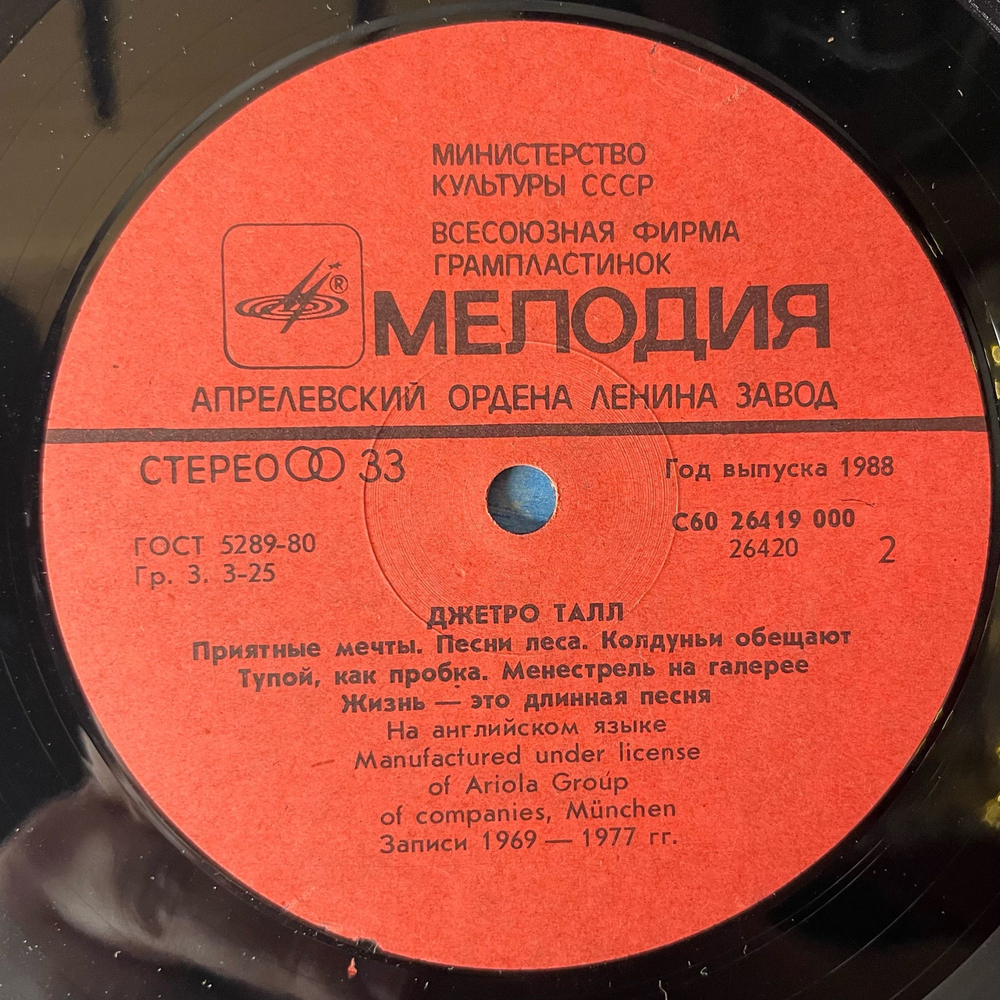 МИНИСТЕРСТВО
КУЛЬТУРЫ СССР
ВСЕСОЮЗНАЯ ФИРМА
ГРАМПЛАСТИНОК
®
МЕЛОДИЯ
АПРЕЛЕВСКИЙ ОРДЕНА ЛЕНИНА ЗАВОД
СТЕРЕО 33
Год выпуска 1988
ГОСТ 5289-80
Гр. 3. 3-25
С60 26419 000
26420 2
ДЖЕТРО ТАЛЛ
Приятные мечты. Песни леса. Колдуньи обещают
Тупой, как пробка. Менестрель на галерее
Жизнь — это длинная песня
На английском языке
Manufactured under license
of Ariola Group
of companies, München
Записи 1969 — 1977 гг.